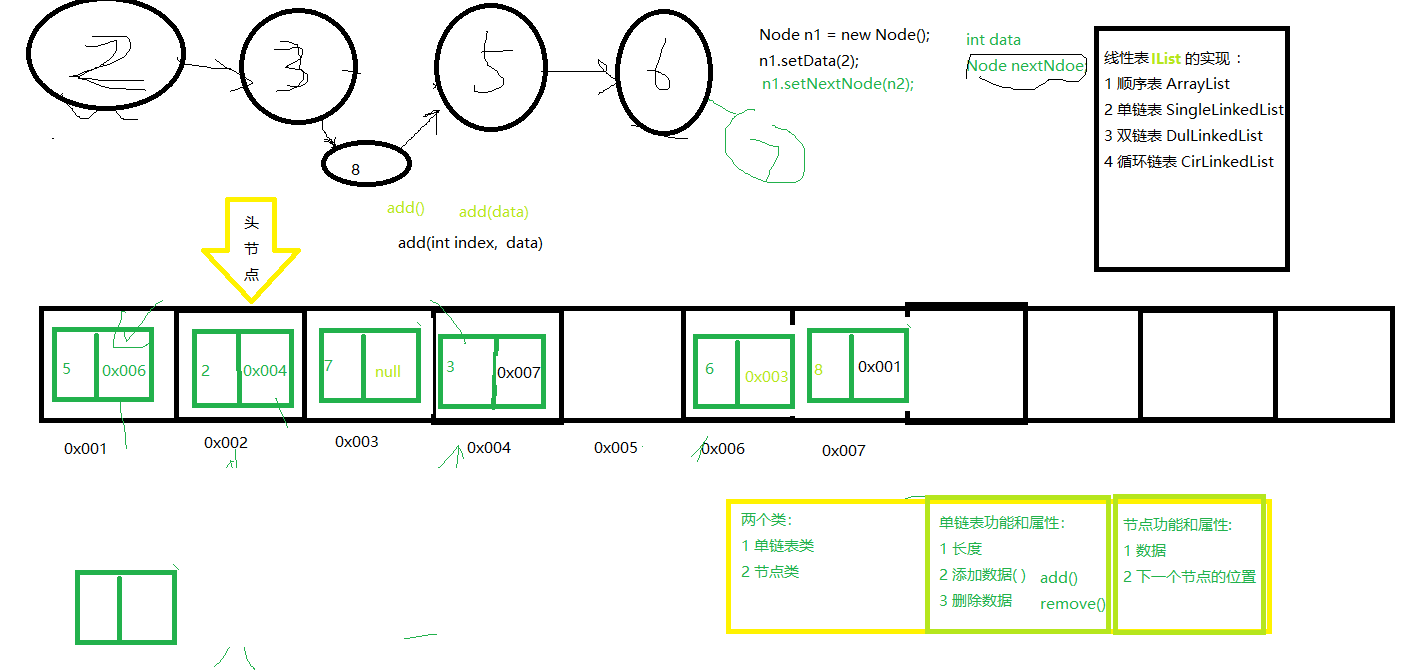 2
3
5
6
8
7
Node n1 = new Node();
n1.setData(2);
n1.setNextNode(n2);
int data
Node nextNdoe
线性表 IList 的实现：
1 顺序表 ArrayList
2 单链表 SingleLinkedList
3 双链表 DulLinkedList
4 循环链表 CirLinkedList
add() add(data)
add(int index, data)
头
节
点
5 0x006
2 0x004
7 null
3 0x007
6 0x003
8 0x001
0x001
0x002
0x003
0x004
0x005
0x006
0x007
两个类：
1 单链表类
2 节点类
单链表功能和属性：
1 长度
2 添加数据( ) add()
3 删除数据 remove()
节点功能和属性:
1 数据
2 下一个节点的位置